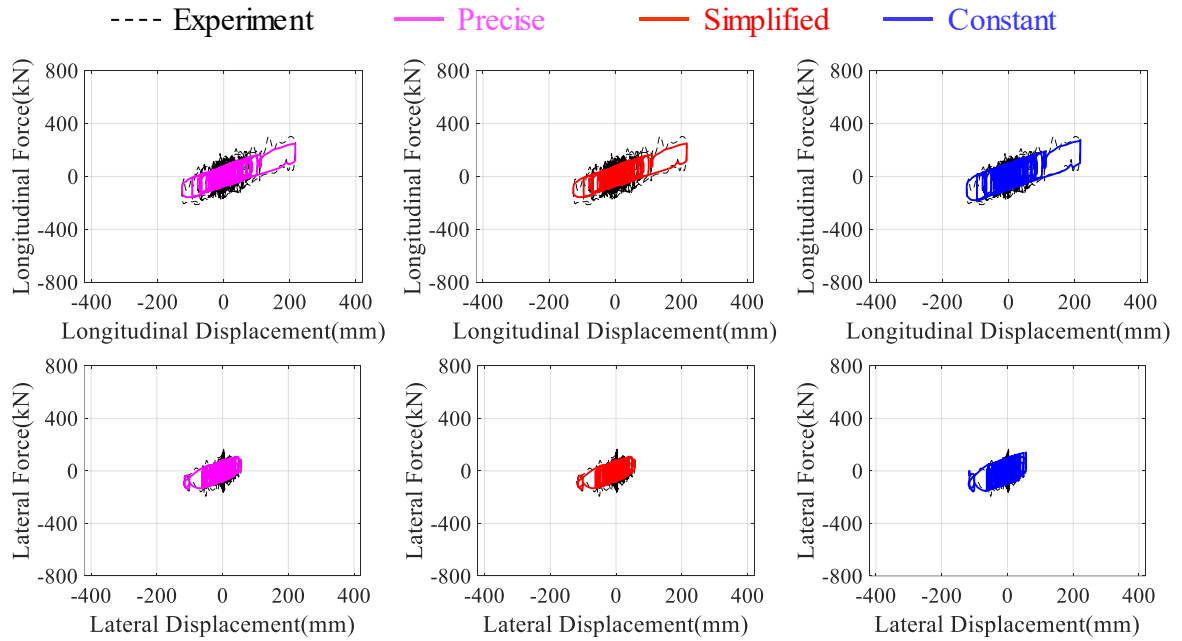 Experiment Precise Simplified Constant
Longitudinal Force(kN)
800
400
0
-400
-800
-400 -200 0 200 400
Longitudinal Displacement(mm)
Longitudinal Force(kN)
800
400
0
-400
-800
-400 -200 0 200 400
Longitudinal Displacement(mm)
Longitudinal Force(kN)
800
400
0
-400
-800
-400 -200 0 200 400
Longitudinal Displacement(mm)
Lateral Force(kN)
800
400
0
-400
-800
-400 -200 0 200 400
Lateral Displacement(mm)
Lateral Force(kN)
800
400
0
-400
-800
-400 -200 0 200 400
Lateral Displacement(mm)
Lateral Force(kN)
800
400
0
-400
-800
-400 -200 0 200 400
Lateral Displacement(mm)